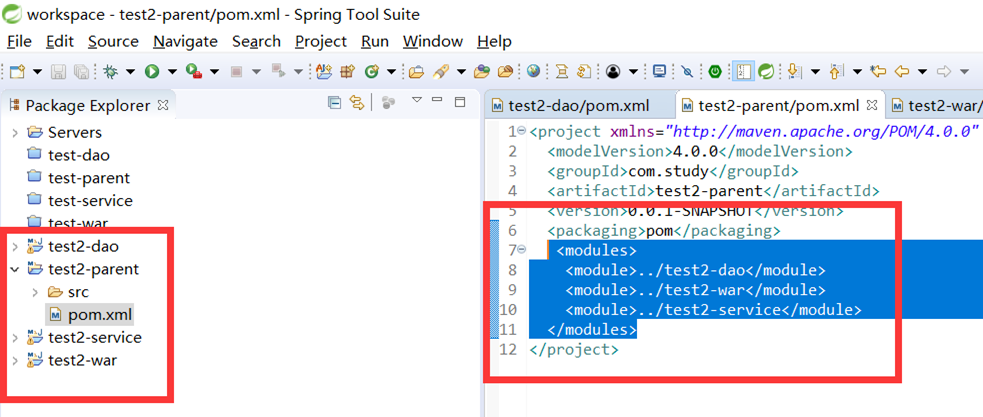 workspace - test2-parent/pom.xml - Spring Tool Suite
File Edit Source Navigate Search Project Run Window Help
Package Explorer
Servers
test-dao
test-parent
test-service
test-war
test2-dao
test2-parent
src
pom.xml
test2-service
test2-war
test2-dao/pom.xml test2-parent/pom.xml test2-war/
1 <project xmlns="http://maven.apache.org/POM/4.0.0"
2 <modelVersion>4.0.0</modelVersion>
3 <groupId>com.study</groupId>
4 <artifactId>test2-parent</artifactId>
5 <version>0.0.1-SNAPSHOT</version>
6 <packaging>pom</packaging>
7 <modules>
8 <module>../test2-dao</module>
9 <module>../test2-war</module>
10 <module>../test2-service</module>
11 </modules>
12 </project>